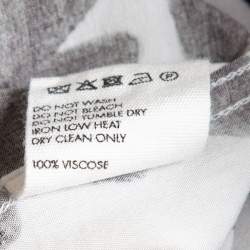 DO NOT WASH
DO NOT BLEACH
DO NOT TUMBLE DRY
IRON LOW HEAT
DRY CLEAN ONLY
100% VISCOSE